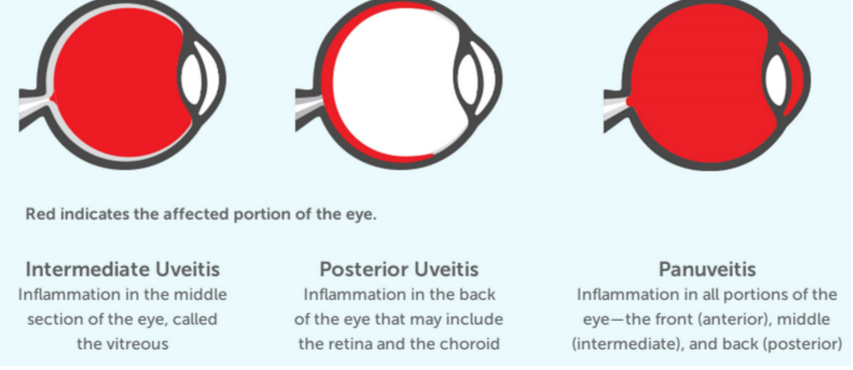 Red indicates the affected portion of the eye.
Intermediate Uveitis
Inflammation in the middle
section of the eye, called
the vitreous
Posterior Uveitis
Inflammation in the back
of the eye that may include
the retina and the choroid
Panuveitis
Inflammation in all portions of the
eye—the front (anterior), middle
(intermediate), and back (posterior)